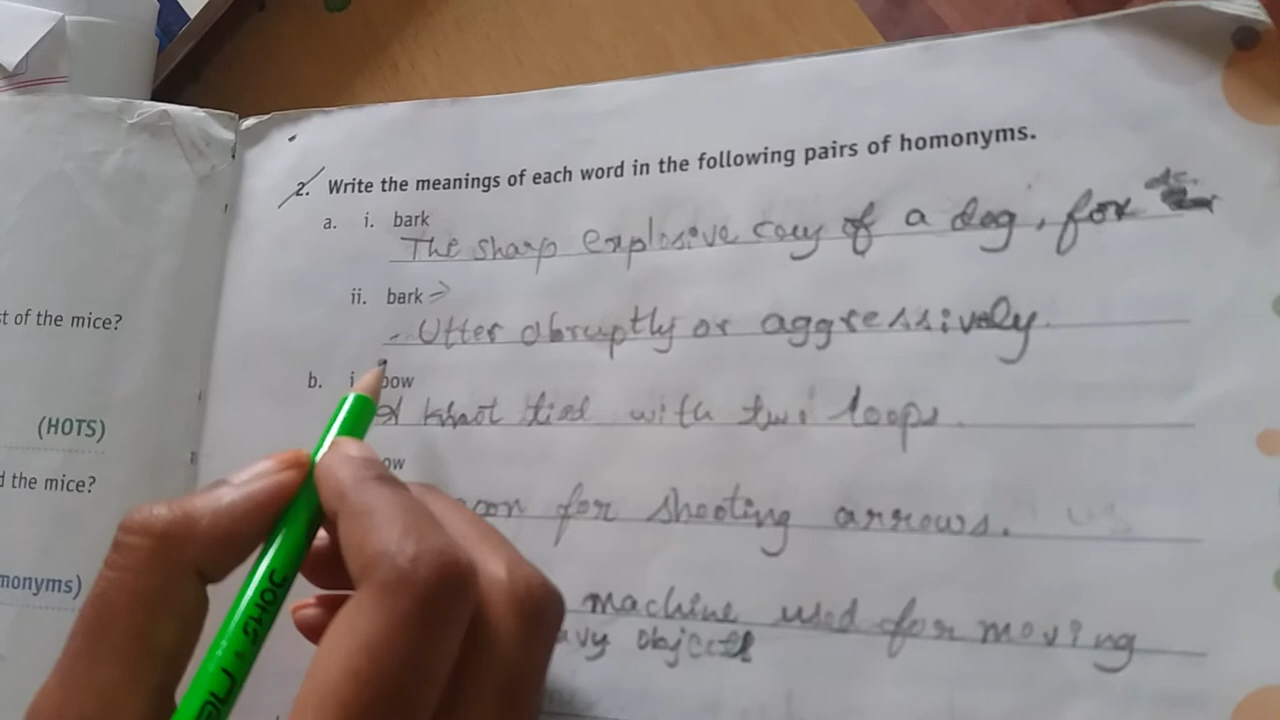 2. Write the meanings of each word in the following pairs of homonyms.
a. i. bark
The sharp explosive cry of a dog, fox
ii. bark →
- Utter abruptly or aggressively.
t of the mice?
b. i. bow
A knot tied with two loops.
(HOTS)
ow
d the mice?
for shooting arrows.
monyms)
machine used for moving
avy objects